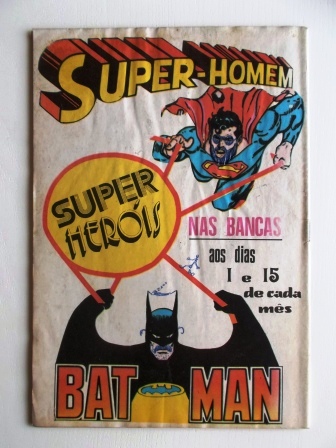 SUPER-HOMEM
SUPER
HERÓIS
NAS BANCAS
aos dias
1 e 15
de cada
mês
BAT MAN